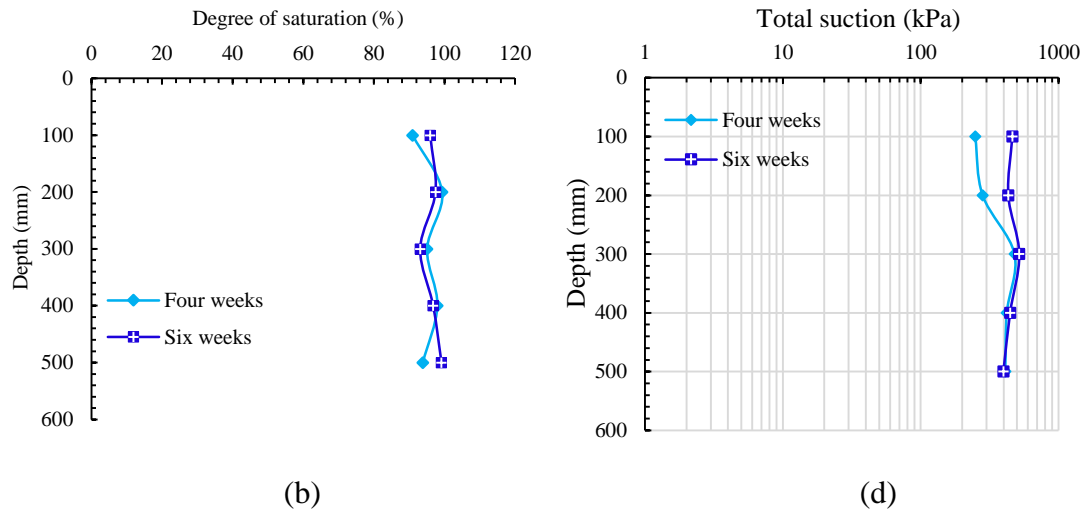 Degree of saturation (%)
0 20 40 60 80 100 120
0
100
200
300
400
500
600
Depth (mm)
Four weeks
Six weeks
(b)
Total suction (kPa)
1 10 100 1000
0
100
200
300
400
500
600
Depth (mm)
Four weeks
Six weeks
(d)